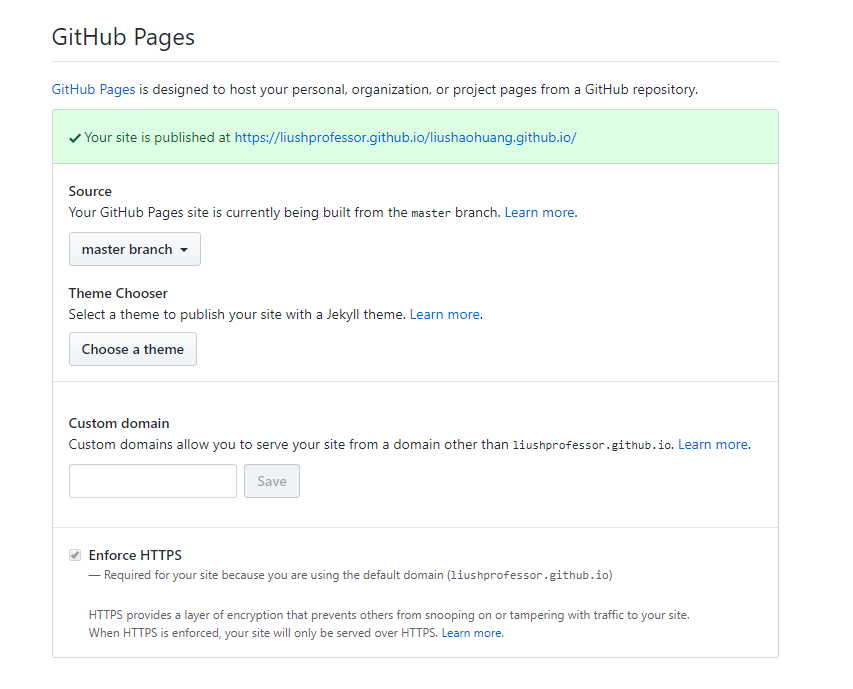 GitHub Pages
GitHub Pages is designed to host your personal, organization, or project pages from a GitHub repository.
Your site is published at https://liushprofessor.github.io/liushaohuang.github.io/
Source
Your GitHub Pages site is currently being built from the master branch. Learn more.
master branch
Theme Chooser
Select a theme to publish your site with a Jekyll theme. Learn more.
Choose a theme
Custom domain
Custom domains allow you to serve your site from a domain other than liushprofessor.github.io. Learn more.
Save
Enforce HTTPS
— Required for your site because you are using the default domain (liushprofessor.github.io)
HTTPS provides a layer of encryption that prevents others from snooping on or tampering with traffic to your site.
When HTTPS is enforced, your site will only be served over HTTPS. Learn more.